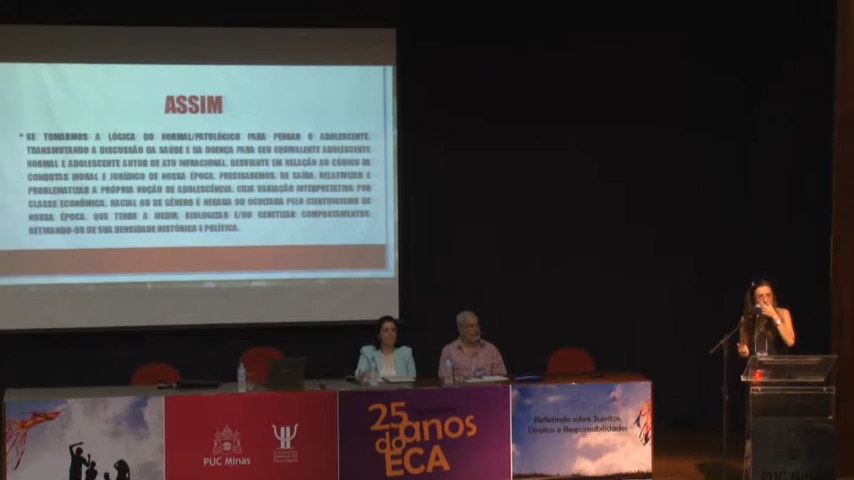 ASSIM
• SE TOMARMOS A LÓGICA DO NORMAL/PATOLÓGICO PARA PENSAR O ADOLESCENTE,
TRANSMUTANDO A DISCUSSÃO DA SAÚDE E DA DOENÇA PARA SEU EQUIVALENTE ADOLESCENTE
NORMAL E ADOLESCENTE AUTOR DE ATO INFRACIONAL, DESVIANTE EM RELAÇÃO AO CÓDIGO DE
CONDUTAS MORAL E JURÍDICO DE NOSSA ÉPOCA, PRECISAREMOS, DE SAÍDA, RELATIVIZAR E
PROBLEMATIZAR A PRÓPRIA NOÇÃO DE ADOLESCÊNCIA, CUJA VARIAÇÃO INTERPRETATIVA POR
CLASSE ECONÔMICA, RACIAL OU DE GÊNERO É NEGADA OU OCULTADA PELO CIENTIFICISMO DE
NOSSA ÉPOCA, QUE TENDE A MEDIR, BIOLOGIZAR E/OU GENETIZAR COMPORTAMENTOS,
RETIRANDO-OS DE SUA DENSIDADE HISTÓRICA E POLÍTICA.
PUC Minas
25
anos
do
ECA
Refletindo sobre Sujeitos,
Direitos e Responsabilidades
PUC MINAS